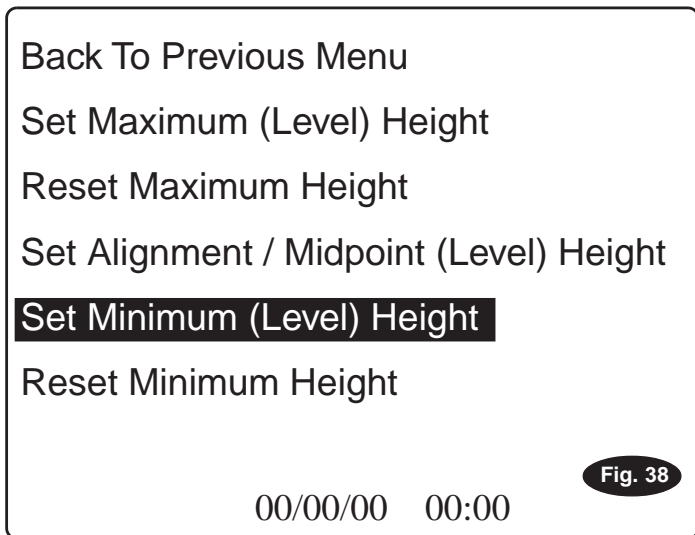 Back To Previous Menu
Set Maximum (Level) Height
Reset Maximum Height
Set Alignment / Midpoint (Level) Height
Set Minimum (Level) Height
Reset Minimum Height
Fig. 38
00/00/00 00:00